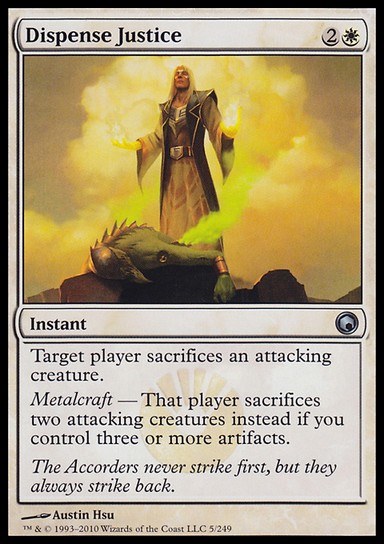 Dispense Justice 2
Instant
Target player sacrifices an attacking
creature.
Metalcraft — That player sacrifices
two attacking creatures instead if you
control three or more artifacts.
The Accorders never strike first, but they
always strike back.
Austin Hsu
™ & © 1993–2010 Wizards of the Coast LLC 5/249